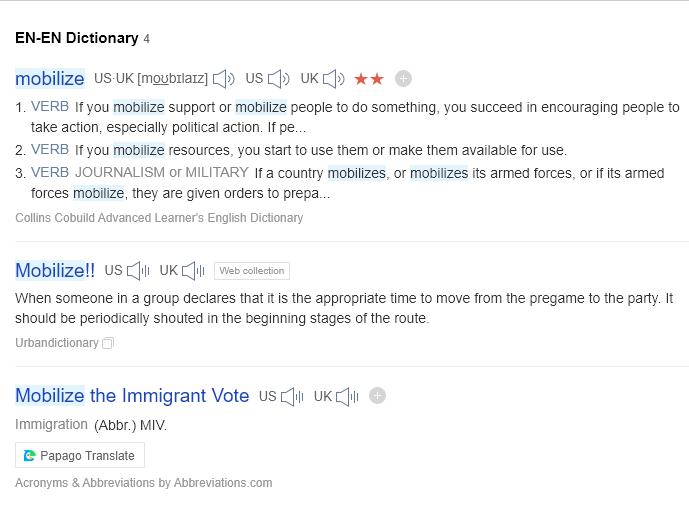 EN-EN Dictionary 4
mobilize US·UK [moʊbɪlaɪz] US UK ★★
1. VERB If you mobilize support or mobilize people to do something, you succeed in encouraging people to
take action, especially political action. If pe...
2. VERB If you mobilize resources, you start to use them or make them available for use.
3. VERB JOURNALISM or MILITARY If a country mobilizes, or mobilizes its armed forces, or if its armed
forces mobilize, they are given orders to prepa...
Collins Cobuild Advanced Learner's English Dictionary
Mobilize!! US UK Web collection
When someone in a group declares that it is the appropriate time to move from the pregame to the party. It
should be periodically shouted in the beginning stages of the route.
Urbandictionary
Mobilize the Immigrant Vote US UK
Immigration (Abbr.) MIV.
Papago Translate
Acronyms & Abbreviations by Abbreviations.com